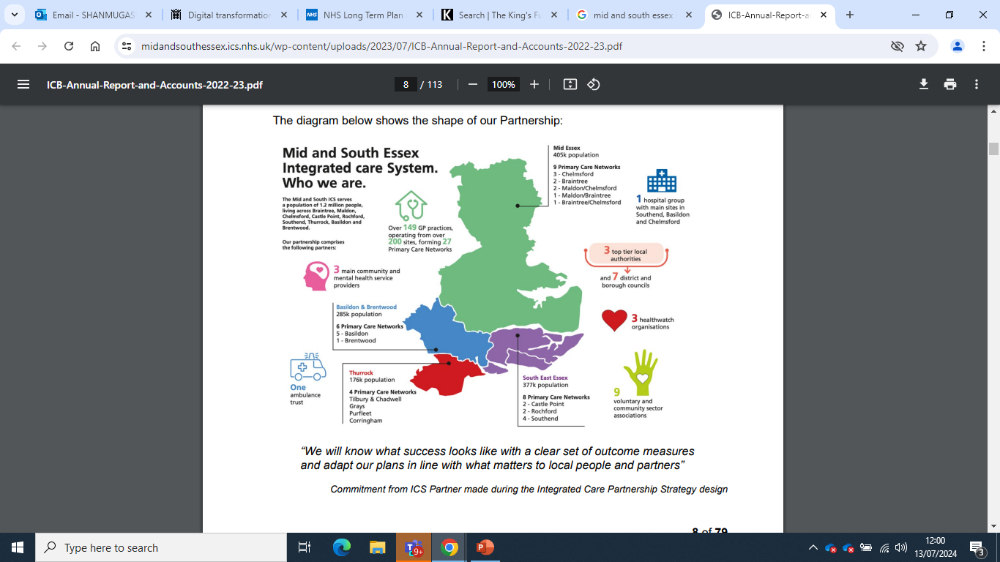 Email - SHANMUGAS
Digital transformation
NHS Long Term Plan
Search | The King's Fu
mid and south essex
ICB-Annual-Report-a
midandsouthessex.ics.nhs.uk/wp-content/uploads/2023/07/ICB-Annual-Report-and-Accounts-2022-23.pdf
ICB-Annual-Report-and-Accounts-2022-23.pdf
8 / 113
100%
The diagram below shows the shape of our Partnership:
Mid and South Essex
Integrated care System.
Who we are.
The Mid and South ICS serves
a population of 1.2 million people,
living across Braintree, Maldon,
Chelmsford, Castle Point, Rochford,
Southend, Thurrock, Basildon and
Brentwood.
Our partnership comprises
the following partners:
Over 149 GP practices,
operating from over
200 sites, forming 27
Primary Care Networks
Mid Essex
405k population
9 Primary Care Networks
3 - Chelmsford
2 - Braintree
2 - Maldon/Chelmsford
1 - Maldon/Braintree
1 - Braintree/Chelmsford
1 hospital group
with main sites in
Southend, Basildon
and Chelmsford
3 top tier local
authorities
and 7 district and
borough councils
3 main community and
mental health service
providers
Basildon & Brentwood
285k population
6 Primary Care Networks
5 - Basildon
1 - Brentwood
3 healthwatch
organisations
One
ambulance
trust
Thurrock
176k population
4 Primary Care Networks
Tilbury & Chadwell
Grays
Purfleet
Corringham
South East Essex
377k population
8 Primary Care Networks
2 - Castle Point
2 - Rochford
4 - Southend
9
voluntary and
community sector
associations
“We will know what success looks like with a clear set of outcome measures
and adapt our plans in line with what matters to local people and partners”
Commitment from ICS Partner made during the Integrated Care Partnership Strategy design
8 of 79
Type here to search
9+
12:00
13/07/2024
3